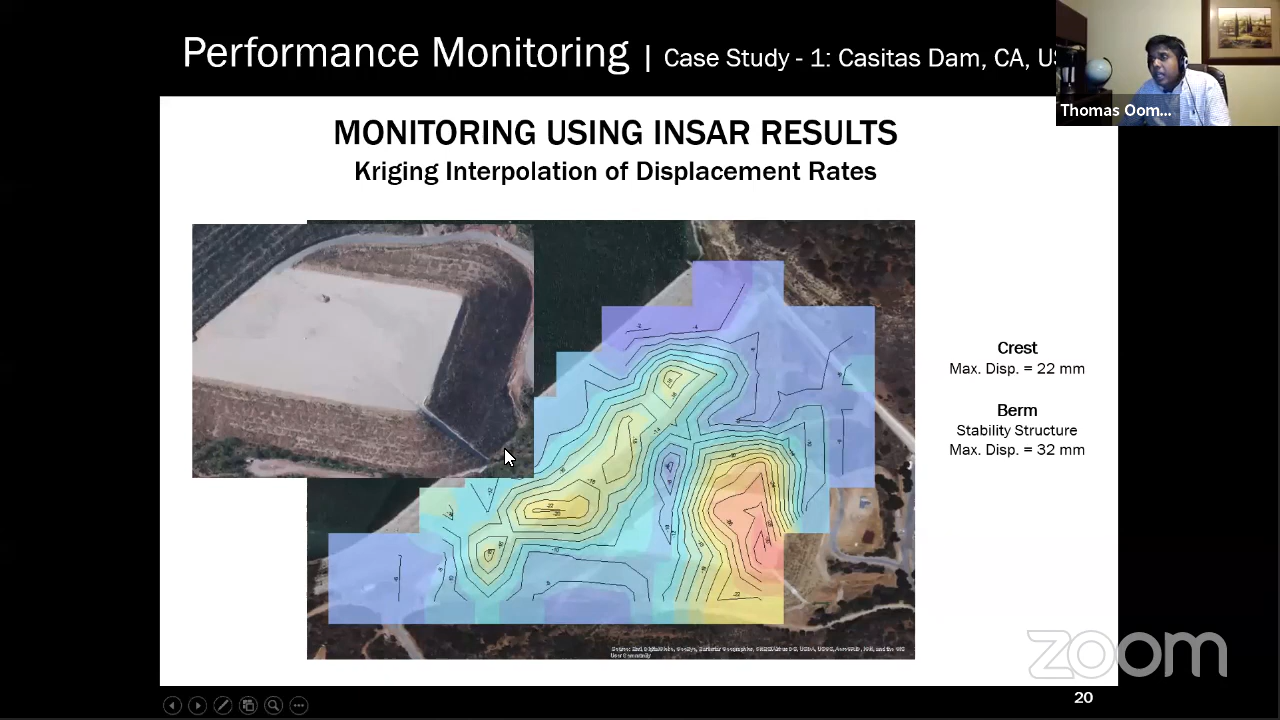 Performance Monitoring | Case Study - 1: Casitas Dam, CA, US
Thomas Oom...
MONITORING USING INSAR RESULTS
Kriging Interpolation of Displacement Rates
Crest
Max. Disp. = 22 mm
Berm
Stability Structure
Max. Disp. = 32 mm
zoom
20